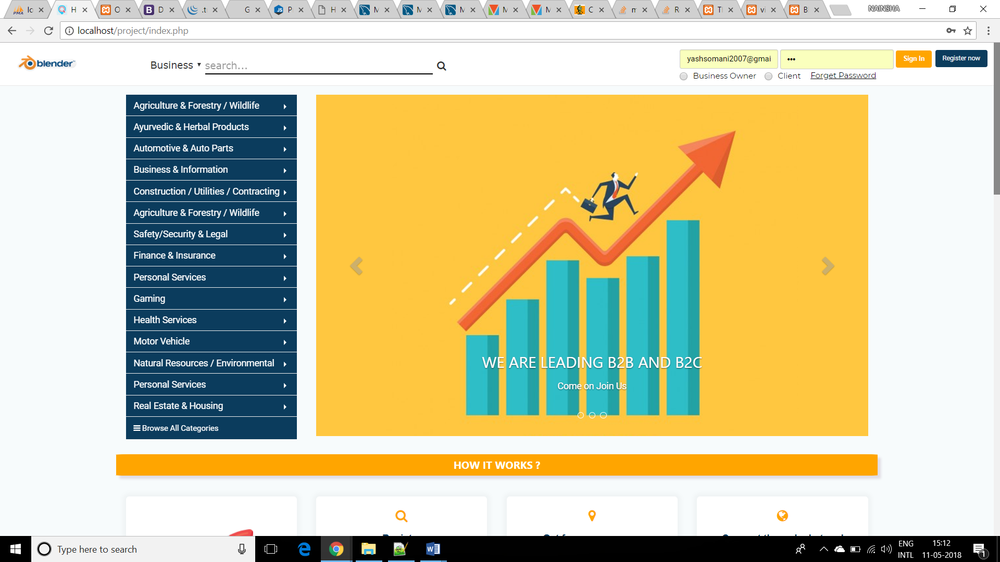 PMA Ic
H
O
B D
.t
G
JS P
H
M
M
M
M
M
C
m
R
T
vi
B
NAINSHA
localhost/project/index.php
blender
Business ▾ search...
yashsomani2007@gmai ••• Sign In Register now
Business Owner Client Forget Password
Agriculture & Forestry / Wildlife
Ayurvedic & Herbal Products
Automotive & Auto Parts
Business & Information
Construction / Utilities / Contracting
Agriculture & Forestry / Wildlife
Safety/Security & Legal
Finance & Insurance
Personal Services
Gaming
Health Services
Motor Vehicle
Natural Resources / Environmental
Personal Services
Real Estate & Housing
Browse All Categories
WE ARE LEADING B2B AND B2C
Come on Join Us
HOW IT WORKS ?
Type here to search
ENG
INTL
15:12
11-05-2018
1